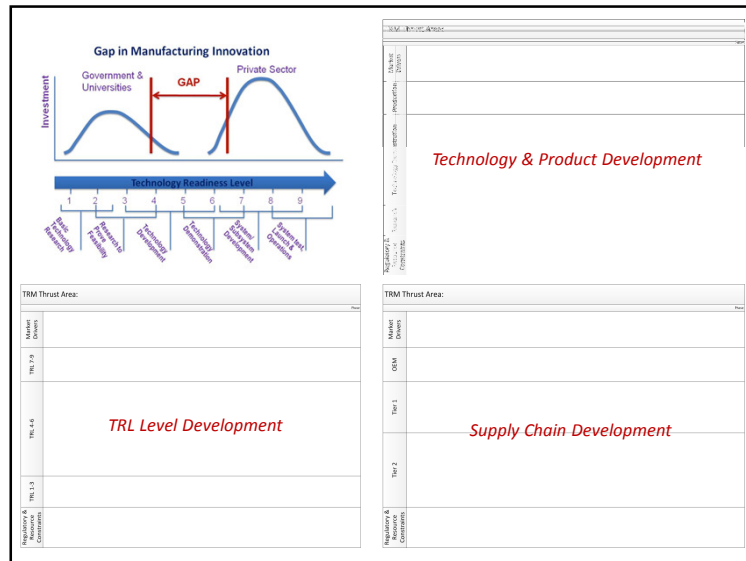 Gap in Manufacturing Innovation
Government &
Universities
GAP
Private Sector
Investment
Technology Readiness Level
1 2 3 4 5 6 7 8 9
Basic
Technology
Research
Research to
Prove
Feasibility
Technology
Development
Technology
Demonstration
System/
Subsystem
Development
System test,
Launch &
Operations
TRM Thrust Area:
Market
Drivers
Production
Technology & Product Development
Regulatory &
Resource
Constraints
TRM Thrust Area:
Market
Drivers
TRL 7-9
TRL 4-6
TRL 1-3
Regulatory &
Resource
Constraints
TRL Level Development
TRM Thrust Area:
Market
Drivers
OEM
Tier 1
Tier 2
Regulatory &
Resource
Constraints
Supply Chain Development